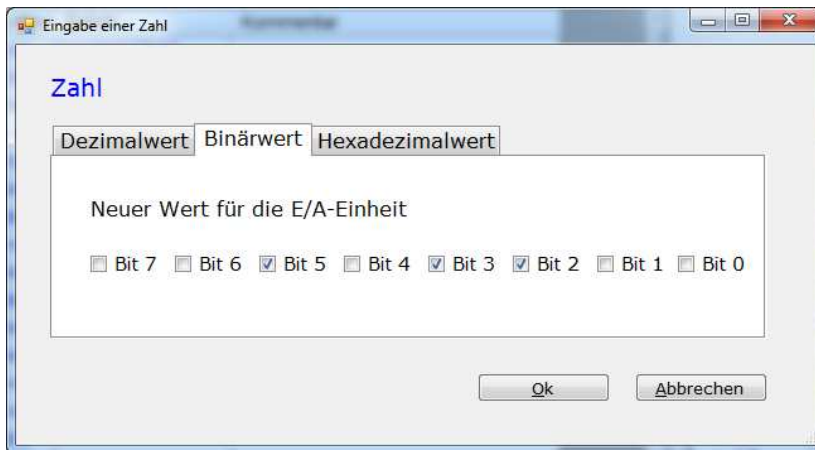 Eingabe einer Zahl
Kommentar
Zahl
Dezimalwert Binärwert Hexadezimalwert
Neuer Wert für die E/A-Einheit
Bit 7 Bit 6 Bit 5 Bit 4 Bit 3 Bit 2 Bit 1 Bit 0
Ok Abbrechen